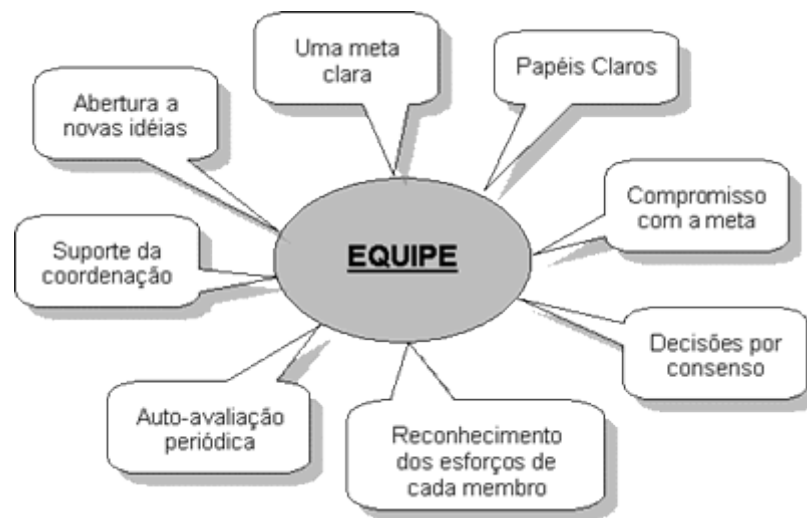 Uma meta
clara
Papéis Claros
Abertura a
novas idéias
Compromisso
com a meta
Suporte da
coordenação
EQUIPE
Decisões por
consenso
Auto-avaliação
periódica
Reconhecimento
dos esforços de
cada membro